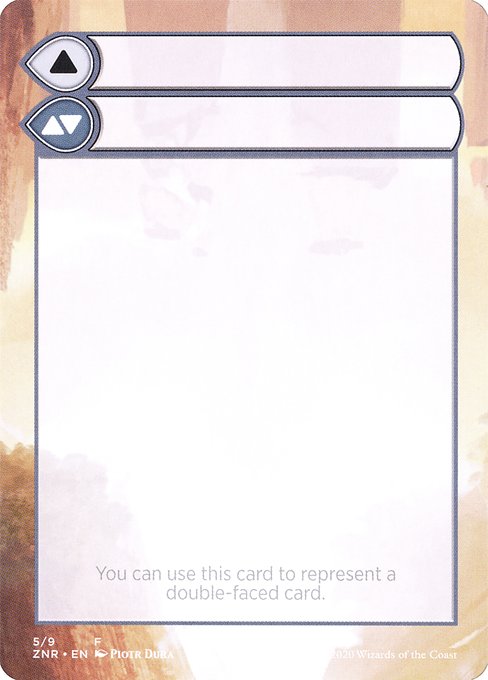 You can use this card to represent a
double-faced card.
5/9 F
ZNR • EN Piotr Dura
2020 Wizards of the Coast